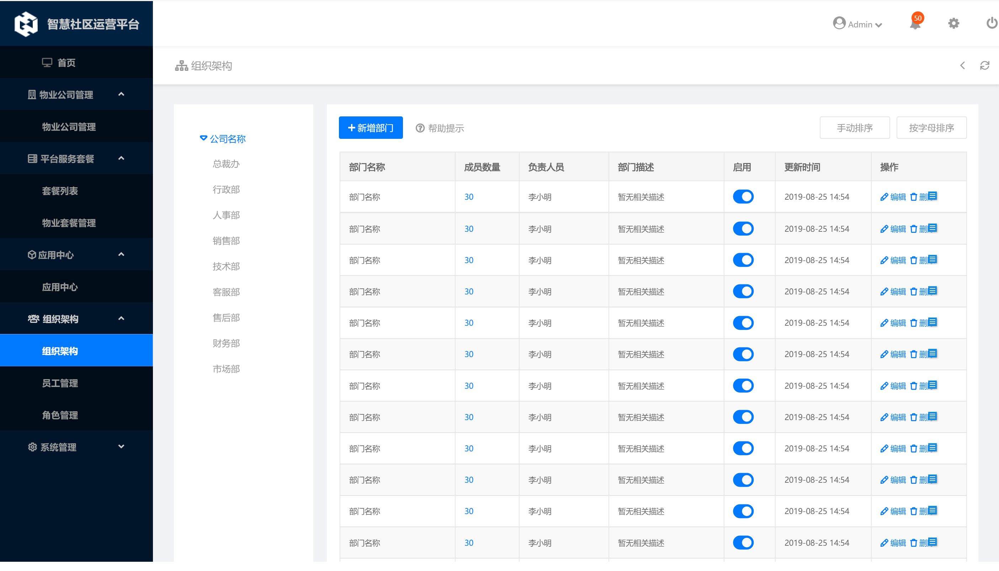 智慧社区运营平台
Admin
50
首页
组织架构
物业公司管理
物业公司管理
平台服务套餐
套餐列表
物业套餐管理
应用中心
应用中心
组织架构
组织架构
员工管理
角色管理
系统管理
公司名称
总裁办
行政部
人事部
销售部
技术部
客服部
售后部
财务部
市场部
新增部门 帮助提示 手动排序 按字母排序
部门名称 成员数量 负责人员 部门描述 启用 更新时间 操作
部门名称 30 李小明 暂无相关描述 2019-08-25 14:54 编辑 删
部门名称 30 李小明 暂无相关描述 2019-08-25 14:54 编辑 删
部门名称 30 李小明 暂无相关描述 2019-08-25 14:54 编辑 删
部门名称 30 李小明 暂无相关描述 2019-08-25 14:54 编辑 删
部门名称 30 李小明 暂无相关描述 2019-08-25 14:54 编辑 删
部门名称 30 李小明 暂无相关描述 2019-08-25 14:54 编辑 删
部门名称 30 李小明 暂无相关描述 2019-08-25 14:54 编辑 删
部门名称 30 李小明 暂无相关描述 2019-08-25 14:54 编辑 删
部门名称 30 李小明 暂无相关描述 2019-08-25 14:54 编辑 删
部门名称 30 李小明 暂无相关描述 2019-08-25 14:54 编辑 删
部门名称 30 李小明 暂无相关描述 2019-08-25 14:54 编辑 删
部门名称 30 李小明 暂无相关描述 2019-08-25 14:54 编辑 删